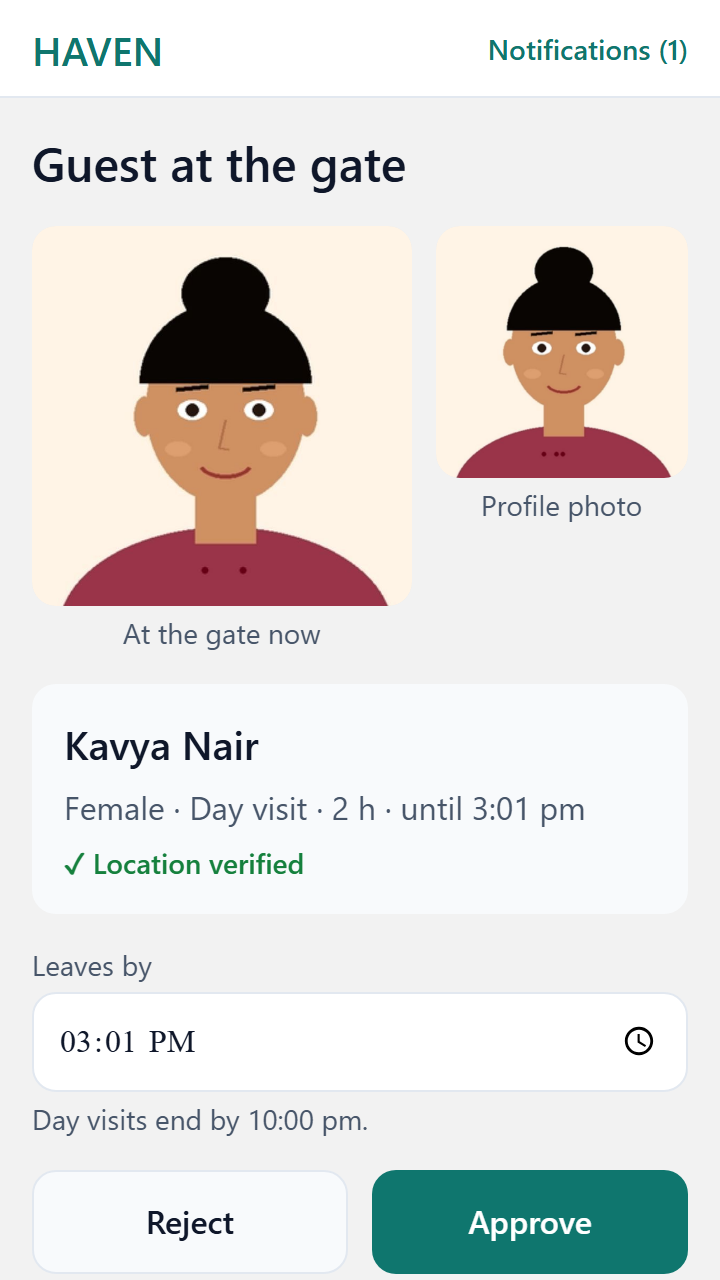 HAVEN
Notifications (1)
Guest at the gate
Profile photo
At the gate now
Kavya Nair
Female · Day visit · 2 h · until 3:01 pm
✓ Location verified
Leaves by
03:01 PM
Day visits end by 10:00 pm.
Reject
Approve